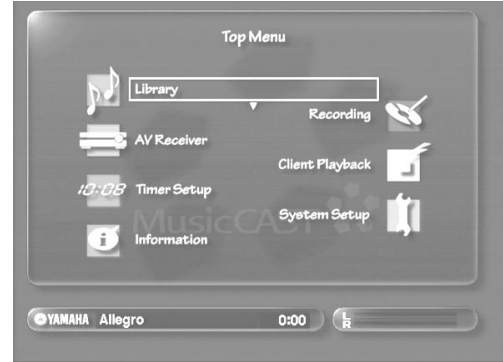 Top Menu
Library
Recording
AV Receiver
Client Playback
10:08 Timer Setup
System Setup
MusicCAST
Information
i
YAMAHA Allegro 0:00 L
R